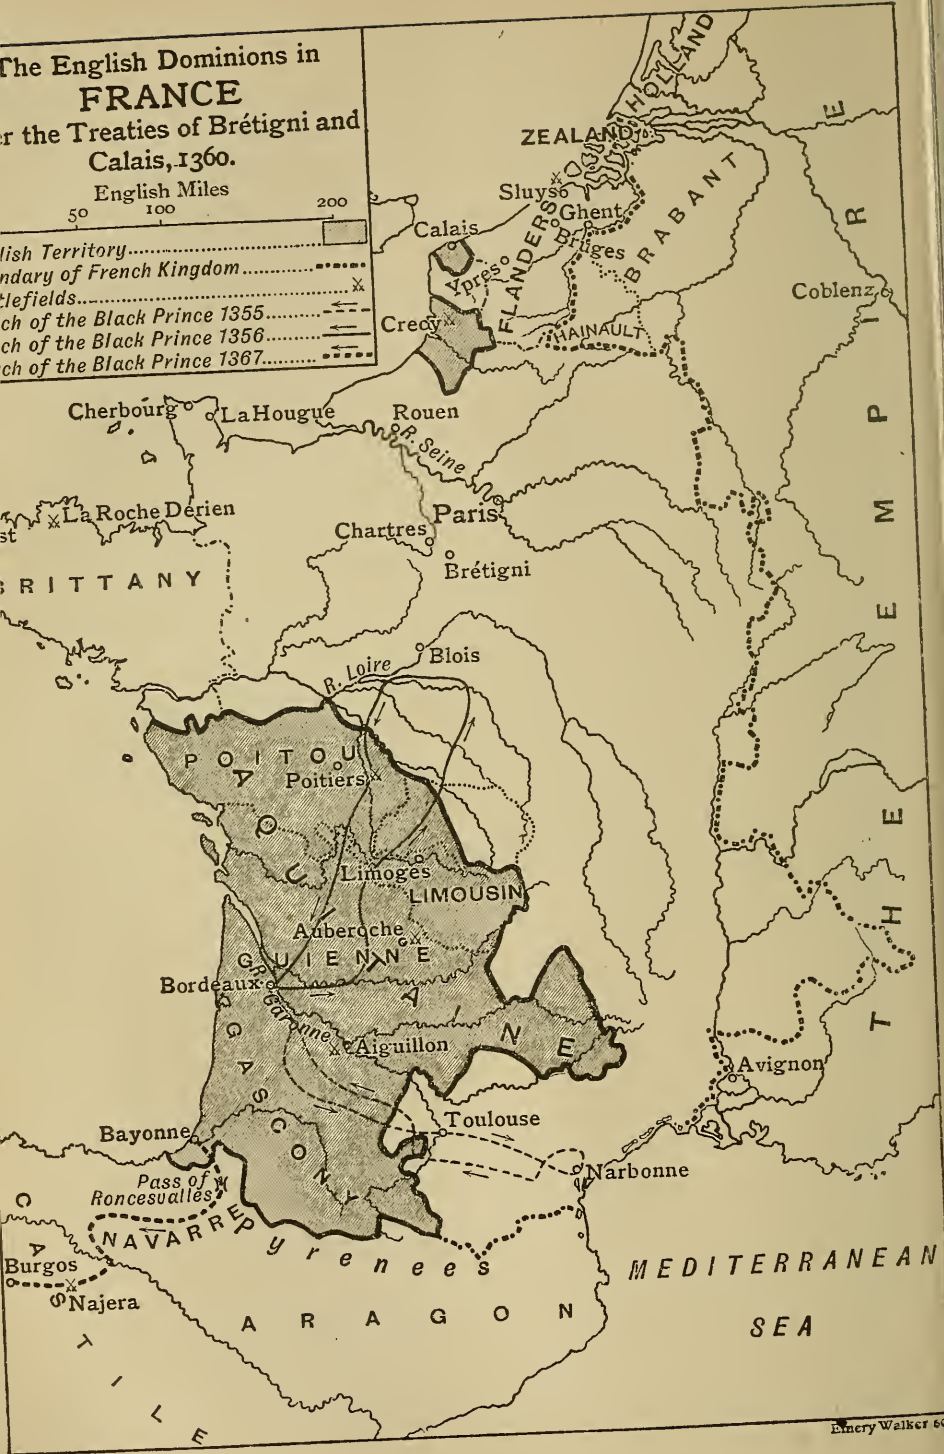 The English Dominions in
FRANCE
er the Treaties of Brétigni and
Calais, 1360.
English Miles
50 100 200
lish Territory
ndary of French Kingdom
tlefields
ch of the Black Prince 1355
ch of the Black Prince 1356
ch of the Black Prince 1367
HOLLAND
ZEALAND
Sluys
Ghent
Bruges
BRABANT
FLANDERS
Calais
Ypres
Crecy
HAINAULT
Coblenz
THE EMPIRE
Cherbourg
La Hougue
Rouen
R. Seine
La Roche Derien
st
Paris
Chartres
Brétigni
BRITTANY
Blois
R. Loire
POITOU
Poitiers
AQUITAINE
Limoges
LIMOUSIN
Auberoche
GUIENNE
Bordeaux
R. Garonne
Aiguillon
GASCONY
Avignon
Toulouse
Bayonne
Narbonne
Pass of
Roncesvalles
NAVARRE
Pyrenees
Burgos
Najera
CASTILE
ARAGON
MEDITERRANEAN
SEA
Emery Walker